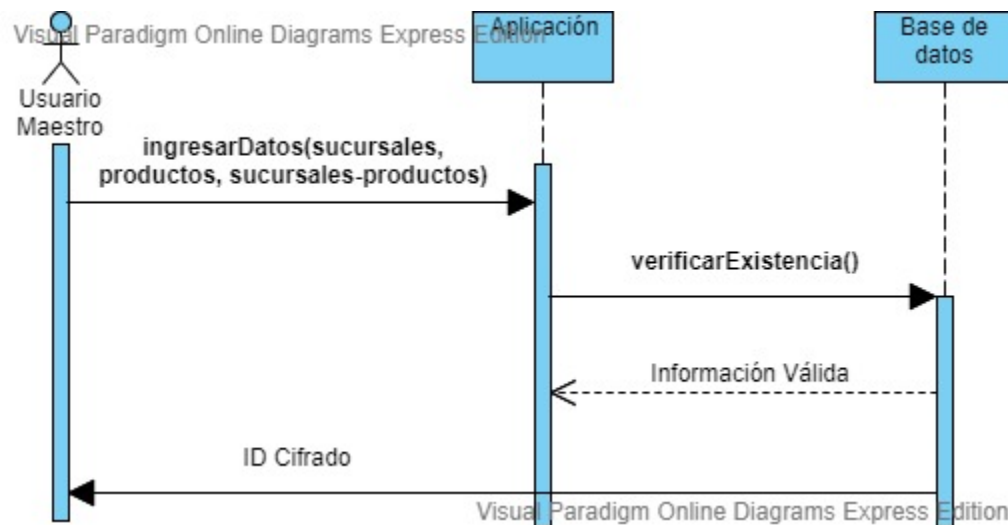 Visual Paradigm Online Diagrams Express Edition
Aplicación
Base de
datos
Usuario
Maestro
ingresarDatos(sucursales,
productos, sucursales-productos)
verificarExistencia()
Información Válida
ID Cifrado
Visual Paradigm Online Diagrams Express Edition